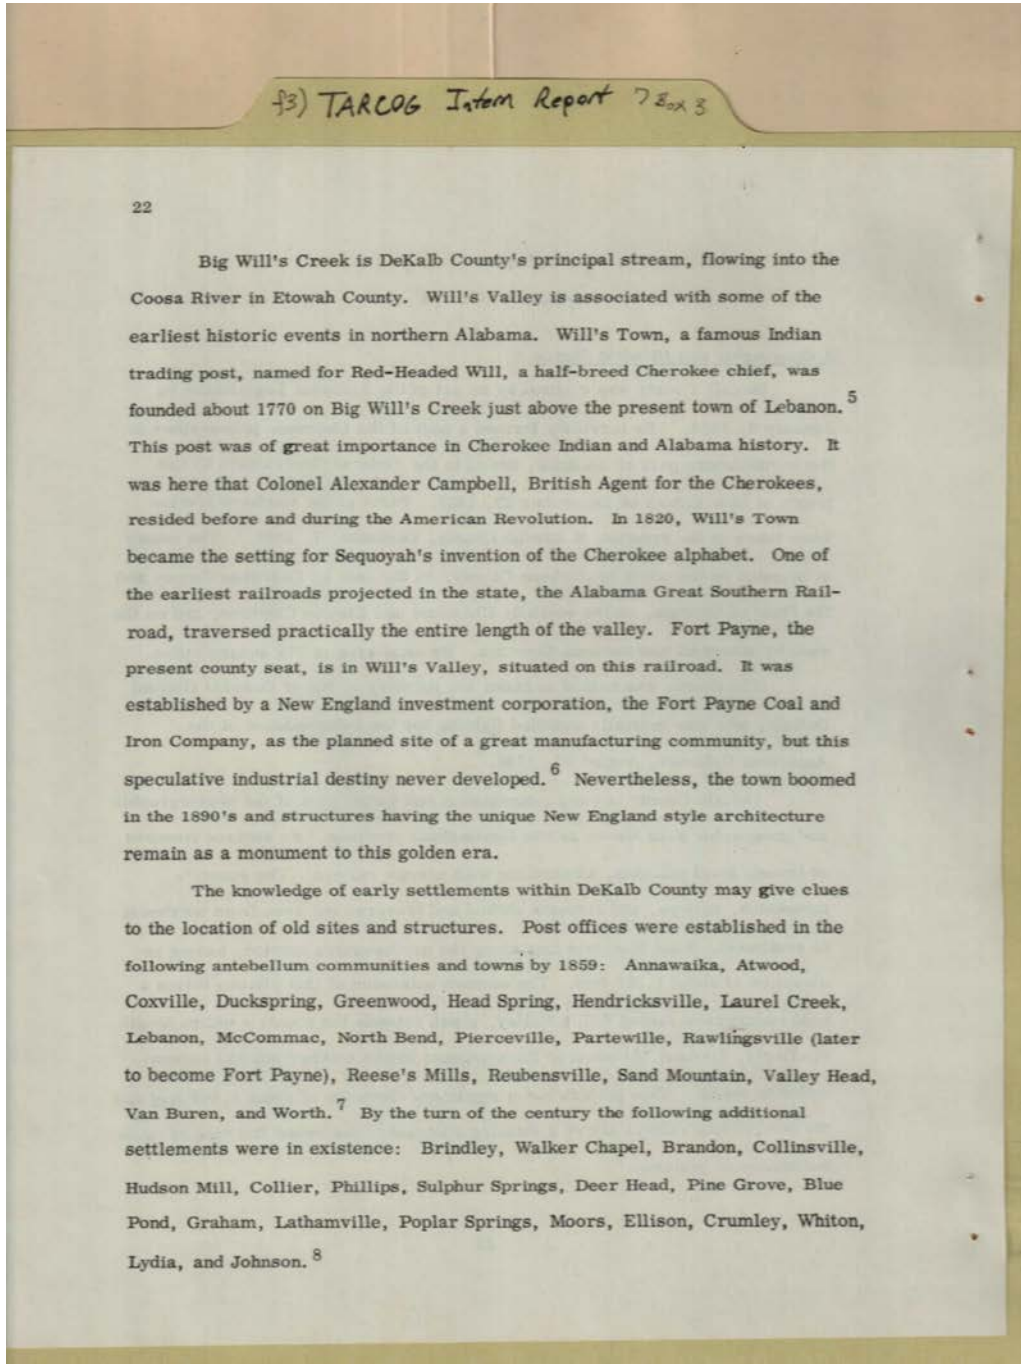 f3) TARCOG Intern Report 7 Box 3
22
Big Will's Creek is DeKalb County's principal stream, flowing into the
Coosa River in Etowah County. Will's Valley is associated with some of the
earliest historic events in northern Alabama. Will's Town, a famous Indian
trading post, named for Red-Headed Will, a half-breed Cherokee chief, was
founded about 1770 on Big Will's Creek just above the present town of Lebanon. 5
This post was of great importance in Cherokee Indian and Alabama history. It
was here that Colonel Alexander Campbell, British Agent for the Cherokees,
resided before and during the American Revolution. In 1820, Will's Town
became the setting for Sequoyah's invention of the Cherokee alphabet. One of
the earliest railroads projected in the state, the Alabama Great Southern Rail-
road, traversed practically the entire length of the valley. Fort Payne, the
present county seat, is in Will's Valley, situated on this railroad. It was
established by a New England investment corporation, the Fort Payne Coal and
Iron Company, as the planned site of a great manufacturing community, but this
speculative industrial destiny never developed. 6 Nevertheless, the town boomed
in the 1890's and structures having the unique New England style architecture
remain as a monument to this golden era.
The knowledge of early settlements within DeKalb County may give clues
to the location of old sites and structures. Post offices were established in the
following antebellum communities and towns by 1859: Annawaika, Atwood,
Coxville, Duckspring, Greenwood, Head Spring, Hendricksville, Laurel Creek,
Lebanon, McCommac, North Bend, Pierceville, Partewille, Rawlingsville (later
to become Fort Payne), Reese's Mills, Reubensville, Sand Mountain, Valley Head,
Van Buren, and Worth. 7 By the turn of the century the following additional
settlements were in existence: Brindley, Walker Chapel, Brandon, Collinsville,
Hudson Mill, Collier, Phillips, Sulphur Springs, Deer Head, Pine Grove, Blue
Pond, Graham, Lathamville, Poplar Springs, Moors, Ellison, Crumley, Whiton,
Lydia, and Johnson. 8